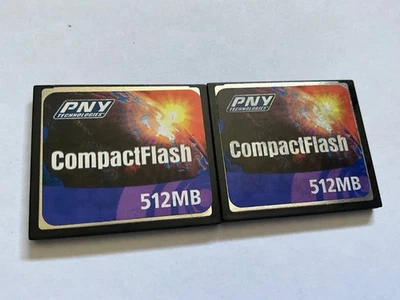 PNY
TECHNOLOGIES
CompactFlash
512MB
PNY
TECHNOLOGIES
CompactFlash
512MB